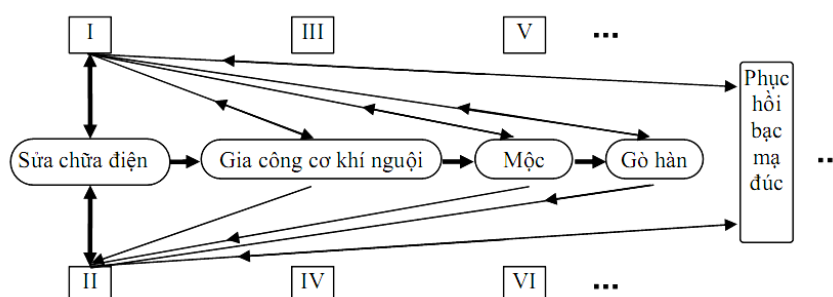 I III V ...
Phục
hồi
bạc
mạ
đúc
Sửa chữa điện Gia công cơ khí nguội Mộc Gò hàn ..
II IV VI ...